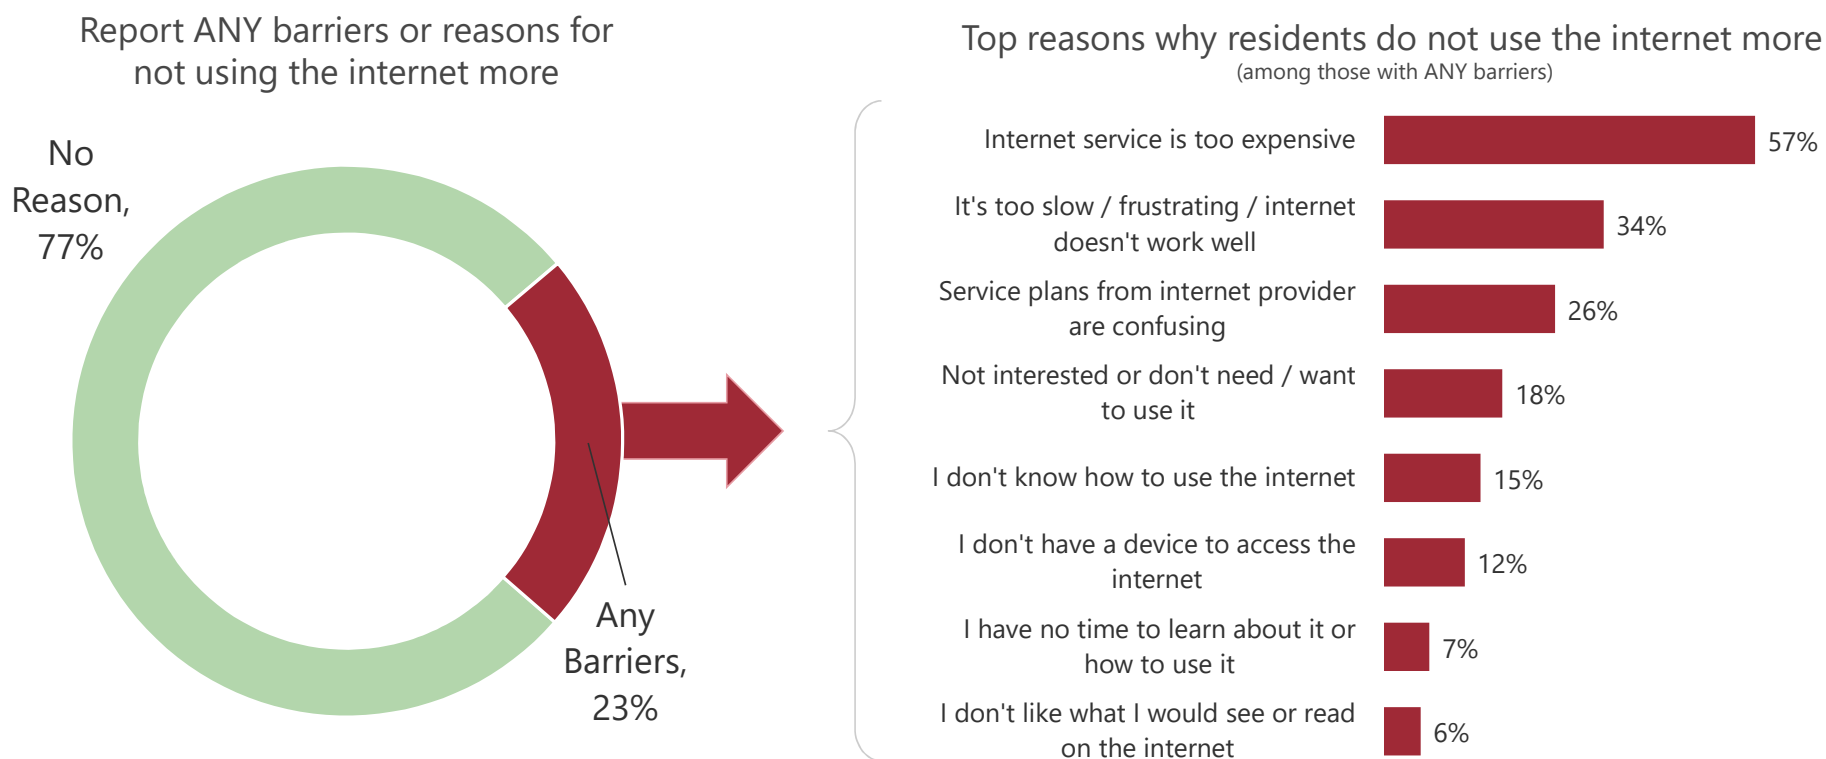 Report ANY barriers or reasons for
not using the internet more
No
Reason,
77%
Any
Barriers,
23%
Top reasons why residents do not use the internet more
(among those with ANY barriers)
Internet service is too expensive
57%
It's too slow / frustrating / internet
doesn't work well
34%
Service plans from internet provider
are confusing
26%
Not interested or don't need / want
to use it
18%
I don't know how to use the internet
15%
I don't have a device to access the
internet
12%
I have no time to learn about it or
how to use it
7%
I don't like what I would see or read
on the internet
6%